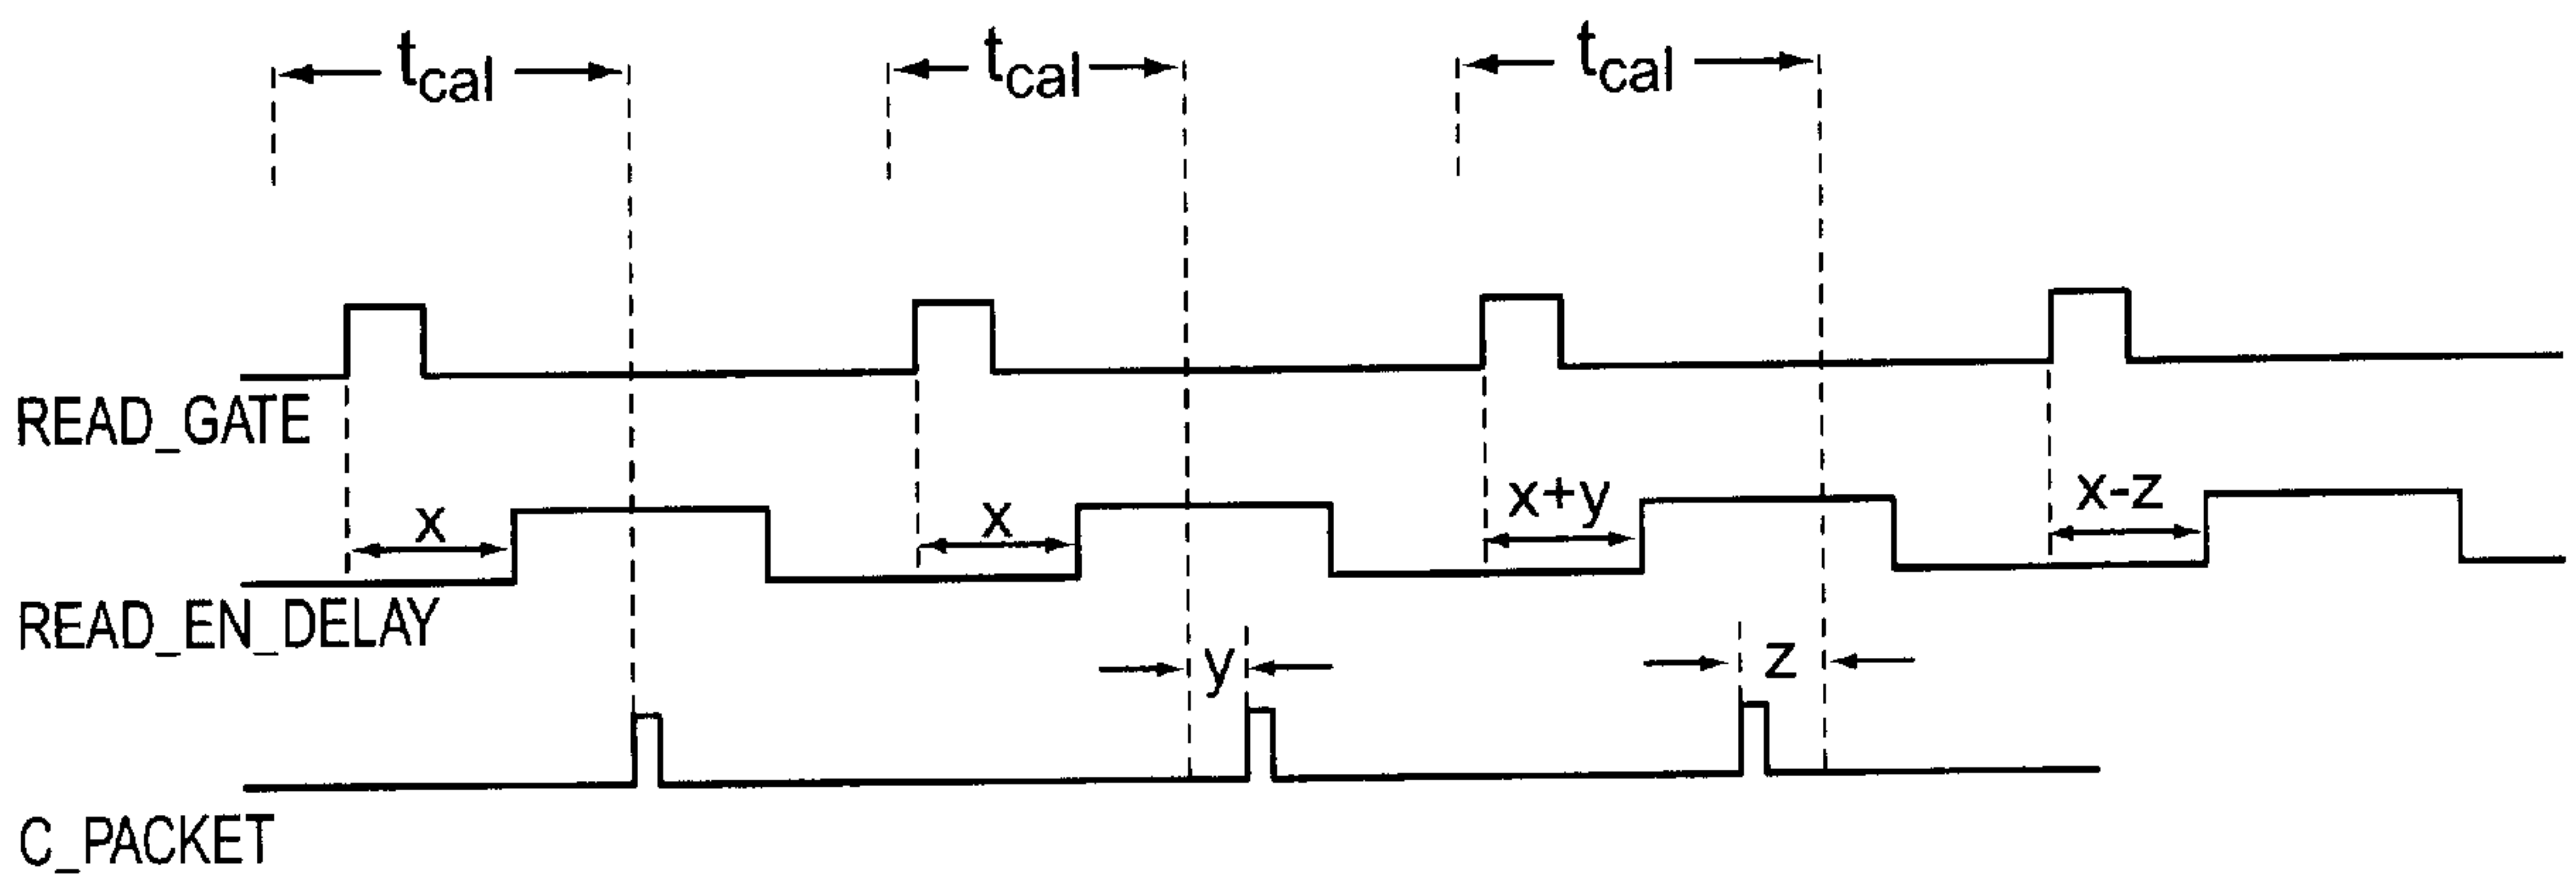 tcal tcal tcal
READ_GATE
x x x+y x-z
READ_EN_DELAY
y z
C_PACKET